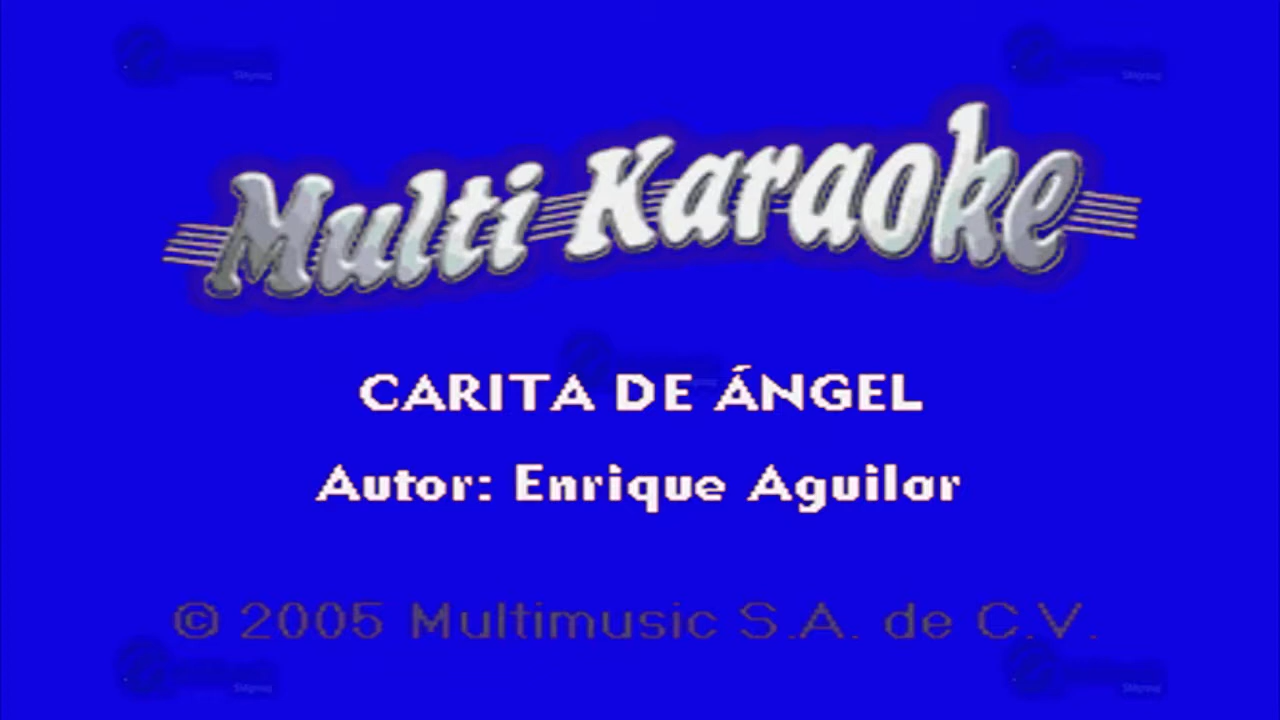 Multi Karaoke
CARITA DE ÁNGEL
Autor: Enrique Aguilar
© 2005 Multimusic S.A. de C.V.